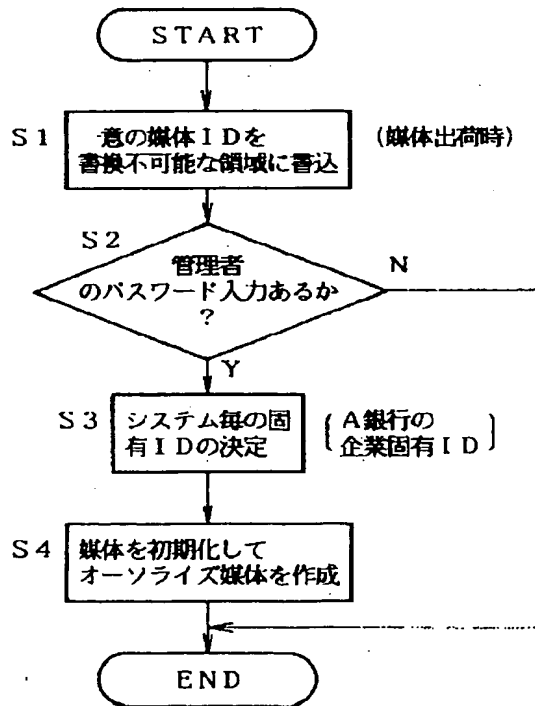 START
S1
意の媒体IDを
書換不可能な領域に書込
(媒体出荷時)
S2
管理者
のパスワード入力あるか
?
N
Y
S3
システム毎の固
有IDの決定
A銀行の
企業固有ID
S4
媒体を初期化して
オーソライズ媒体を作成
END